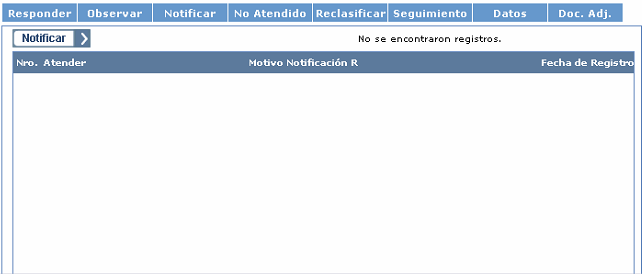 Responder Observar Notificar No Atendido Reclasificar Seguimiento Datos Doc. Adj.
Notificar No se encontraron registros.
Nro. Atender Motivo Notificación R Fecha de Registro